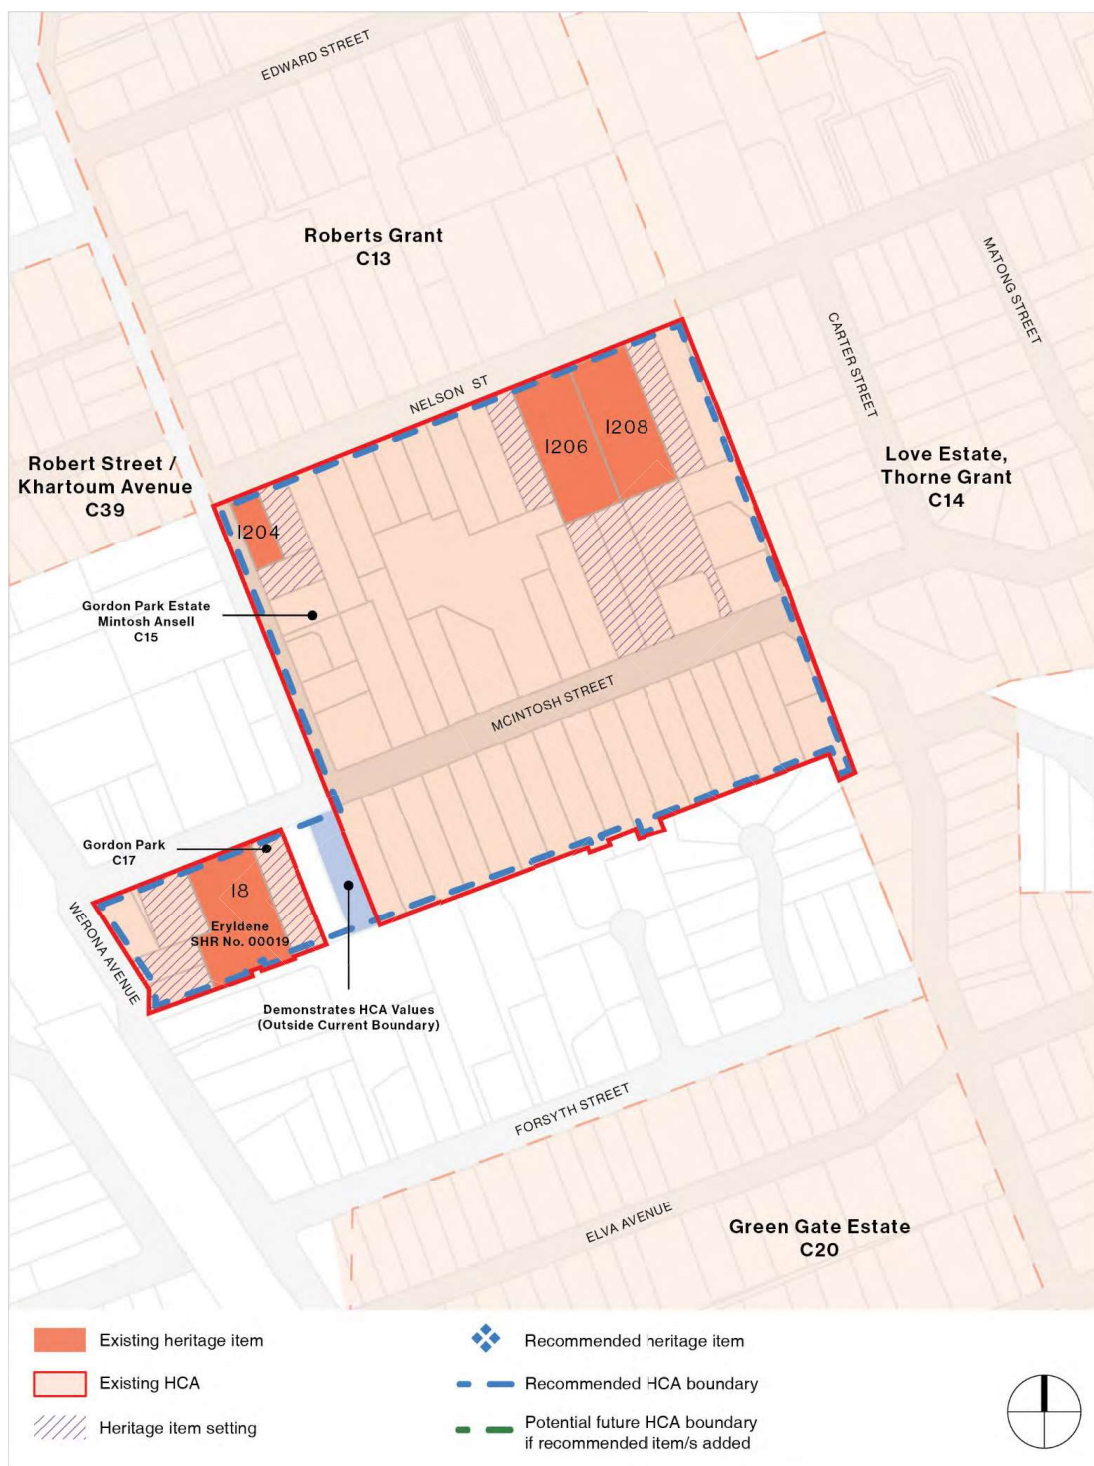 EDWARD STREET
Roberts Grant
C13
MATONG STREET
CARTER STREET
NELSON ST
I208
I206
Robert Street /
Khartoum Avenue
C39
Love Estate,
Thorne Grant
C14
I204
Gordon Park Estate
Mintosh Ansell
C15
MCINTOSH STREET
Gordon Park
C17
I8
WERONA AVENUE
Eryldene
SHR No. 00019
Demonstrates HCA Values
(Outside Current Boundary)
FORSYTH STREET
ELVA AVENUE
Green Gate Estate
C20
Existing heritage item
Existing HCA
Heritage item setting
Recommended heritage item
Recommended HCA boundary
Potential future HCA boundary
if recommended item/s added